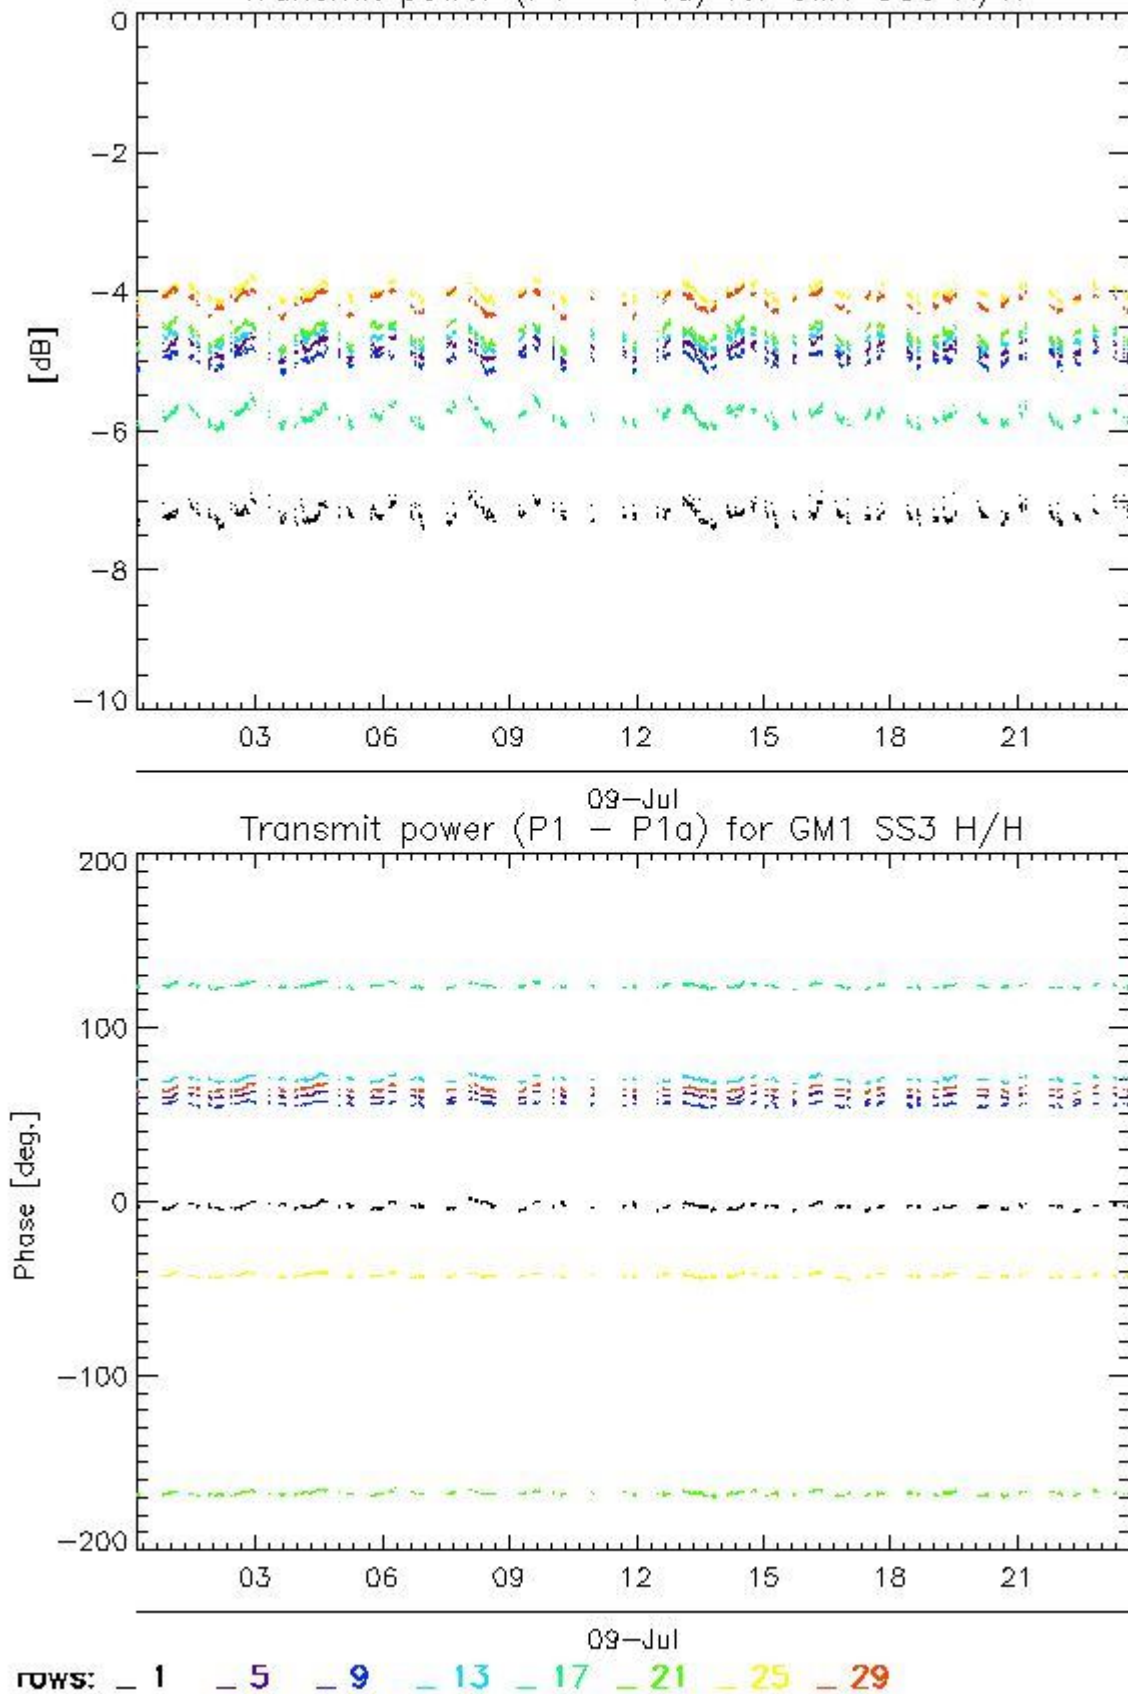 0
-2
-4
[dB]
-6
-8
-10
03 06 09 12 15 18 21
09-Jul
Transmit power (P1 - P1a) for GM1 SS3 H/H
200
100
Phase [deg.]
0
-100
-200
03 06 09 12 15 18 21
09-Jul
rows: _ 1 _ 5 _ 9 _ 13 _ 17 _ 21 _ 25 _ 29